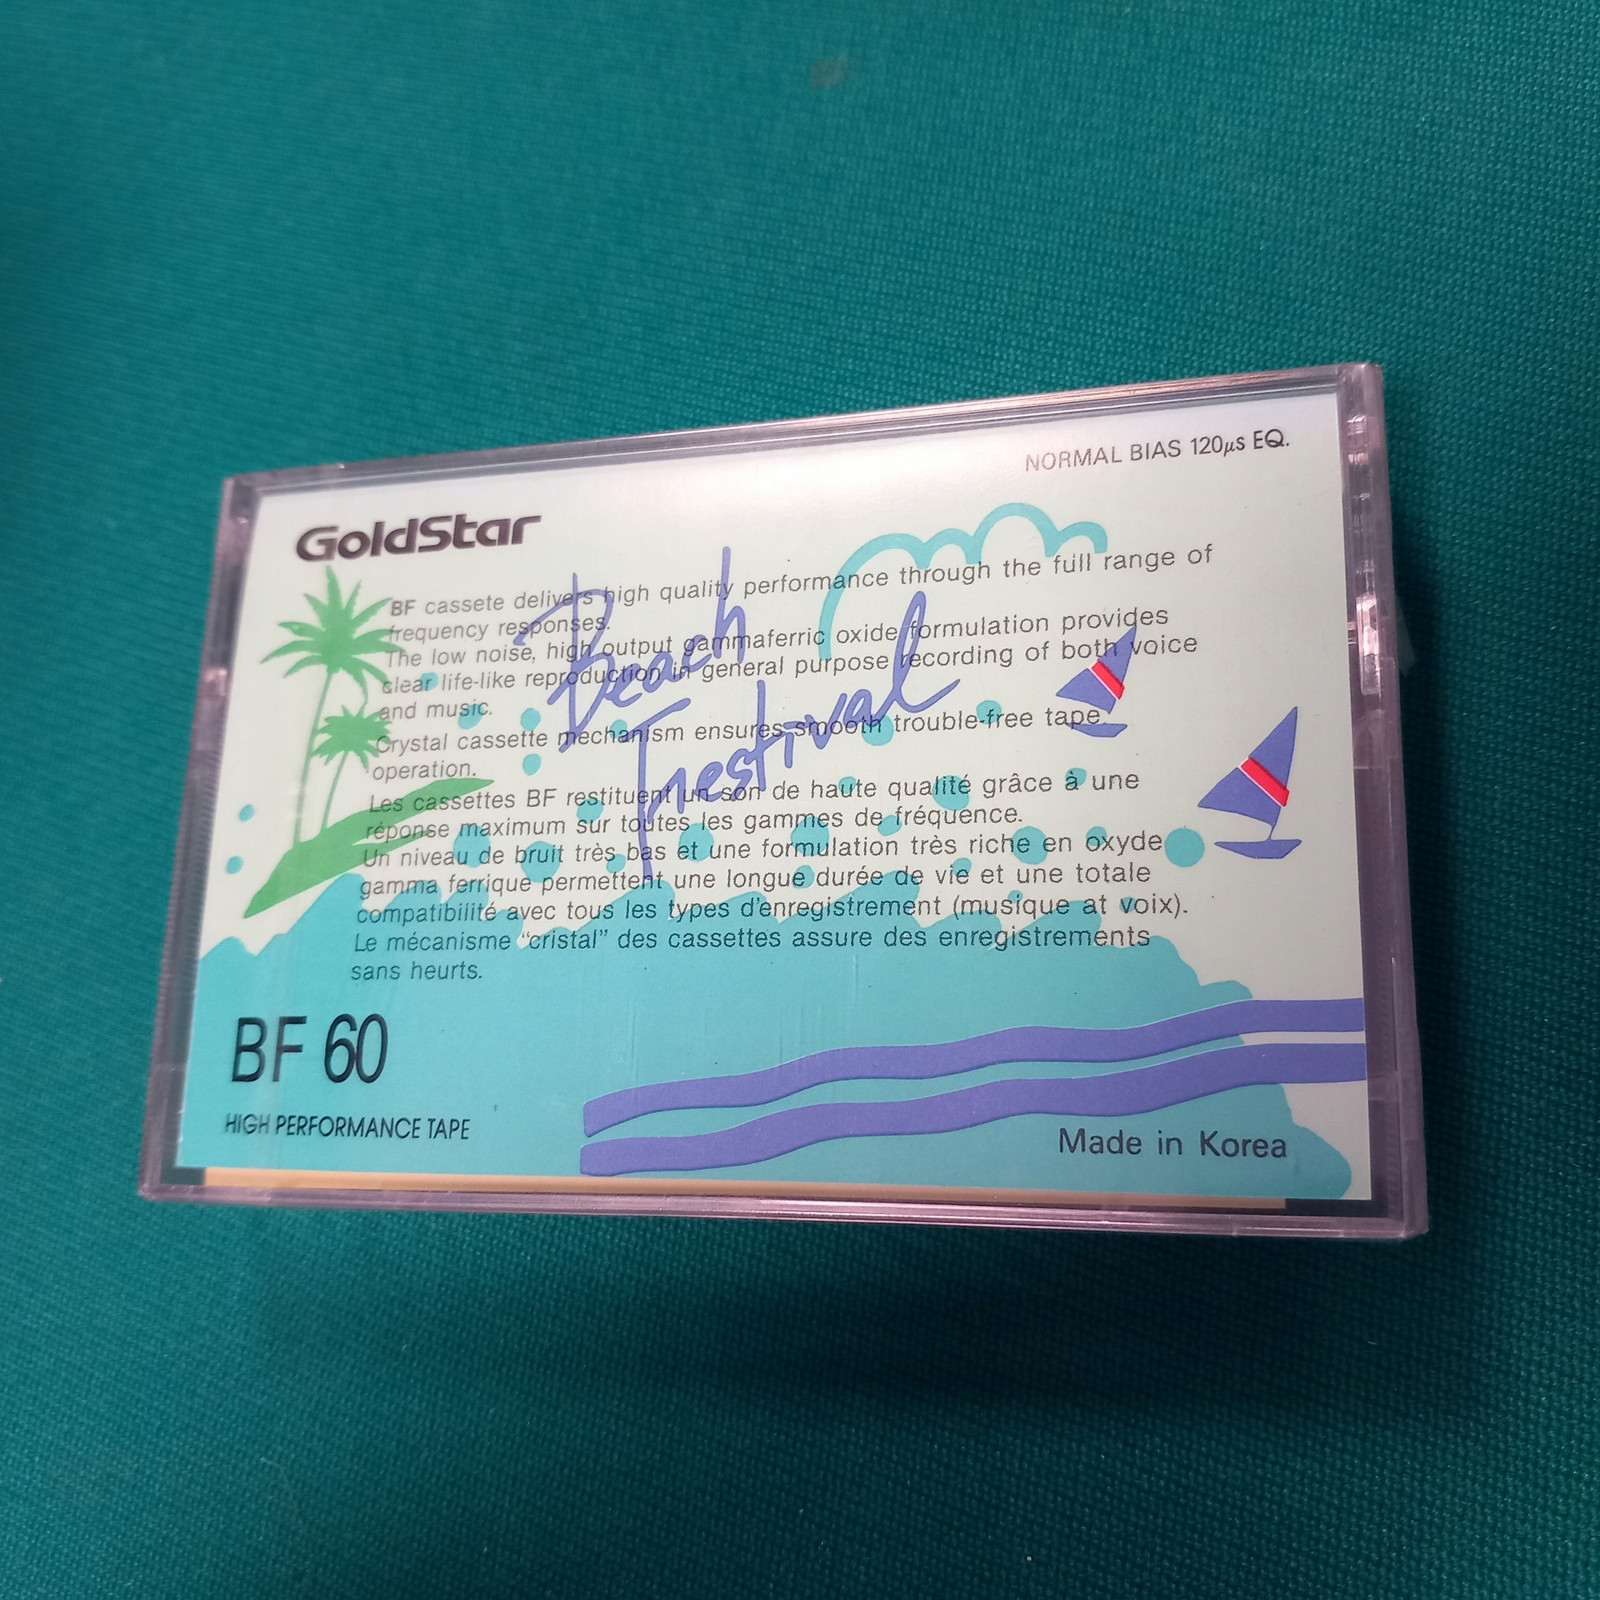 NORMAL BIAS 120µs EQ.
GoldStar
BF cassete delivers high quality performance through the full range of
frequency responses.
The low noise, high output gammaferric oxide formulation provides
clear life-like reproduction in general purpose recording of both voice
and music.
Crystal cassette mechanism ensures smooth trouble-free tape
operation.
Les cassettes BF restituent un son de haute qualité grâce à une
réponse maximum sur toutes les gammes de fréquence.
Un niveau de bruit très bas et une formulation très riche en oxyde
gamma ferrique permettent une longue durée de vie et une totale
compatibilité avec tous les types d'enregistrement (musique at voix).
Le mécanisme "cristal" des cassettes assure des enregistrements
sans heurts.
Beach
Festival
BF 60
HIGH PERFORMANCE TAPE
Made in Korea